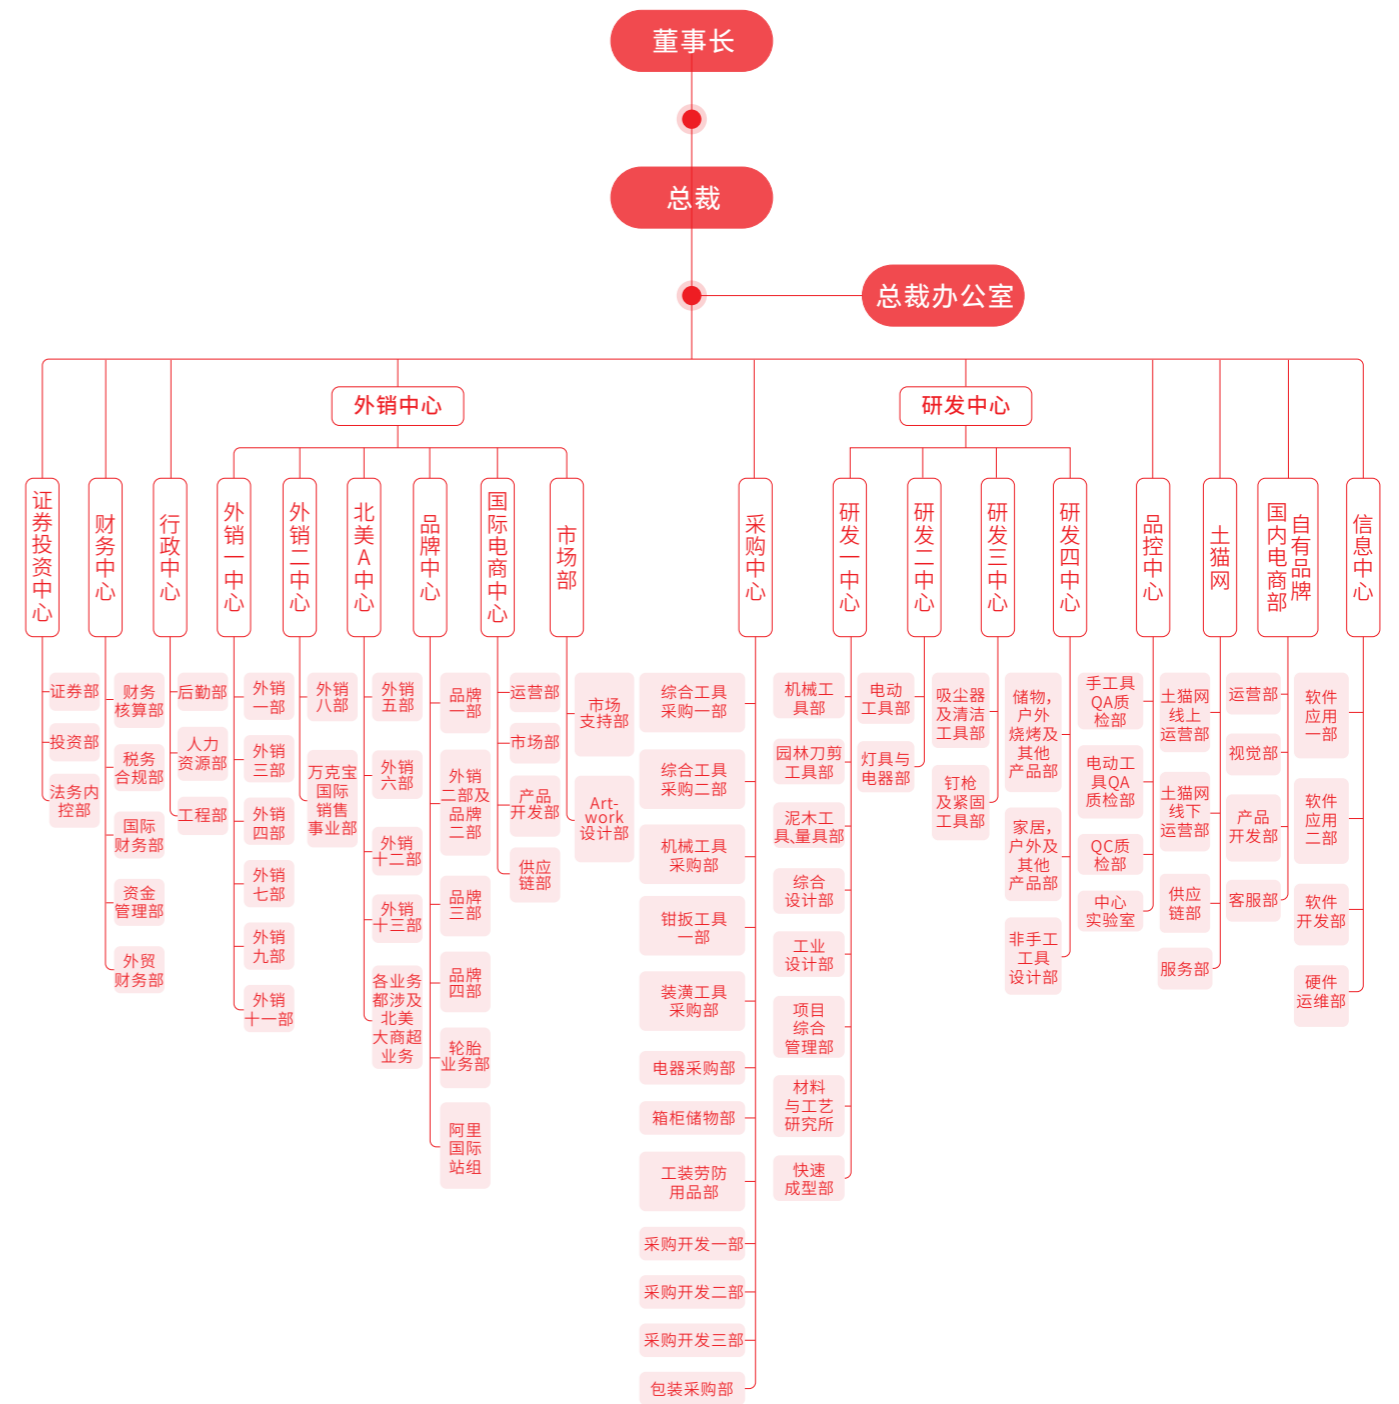 董事长
总裁
总裁办公室
外销中心
研发中心
证券投资中心
财务中心
行政中心
外销一中心
外销二中心
北美A中心
品牌中心
国际电商中心
市场部
采购中心
研发一中心
研发二中心
研发三中心
研发四中心
品控中心
土猫网
自有品牌
国内电商部
信息中心
证券部
投资部
法务内
控部
财务
核算部
税务
合规部
国际
财务部
资金
管理部
外贸
财务部
后勤部
人力
资源部
工程部
外销
一部
外销
三部
外销
四部
外销
七部
外销
九部
外销
十一部
外销
八部
万克宝
国际
销售
事业部
外销
五部
外销
六部
外销
十二部
外销
十三部
各业务
都涉及
北美
大商超
业务
品牌
一部
外销
二部及
品牌
二部
品牌
三部
品牌
四部
轮胎
业务部
阿里
国际
站组
运营部
市场部
产品
开发部
供应
链部
市场
支持部
Art-
work
设计部
综合工具
采购一部
综合工具
采购二部
机械工具
采购部
钳扳工具
一部
装潢工具
采购部
电器采购部
箱柜储物部
工装劳防
用品部
采购开发一部
采购开发二部
采购开发三部
包装采购部
机械工
具部
园林刀剪
工具部
泥木工
具、量具部
综合
设计部
工业
设计部
项目
综合
管理部
材料
与工艺
研究所
快速
成型部
电动
工具部
灯具与
电器部
吸尘器
及清洁
工具部
钉枪
及紧固
工具部
储物，
户外
烧烤及
其他
产品部
家居，
户外及
其他
产品部
非手工
工具
设计部
手工具
QA质
检部
电动工
具QA
质检部
QC质
检部
中心
实验室
土猫网
线上
运营部
土猫网
线下
运营部
供应
链部
服务部
运营部
视觉部
产品
开发部
客服部
软件
应用
一部
软件
应用
二部
软件
开发部
硬件
运维部